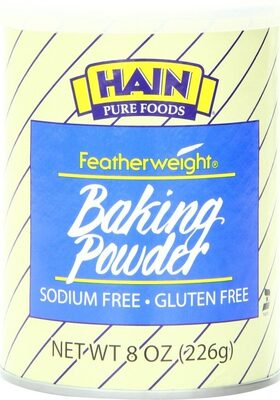 HAIN
PURE FOODS
Featherweight®
Baking
Powder
SODIUM FREE • GLUTEN FREE
NET WT 8 OZ (226g)